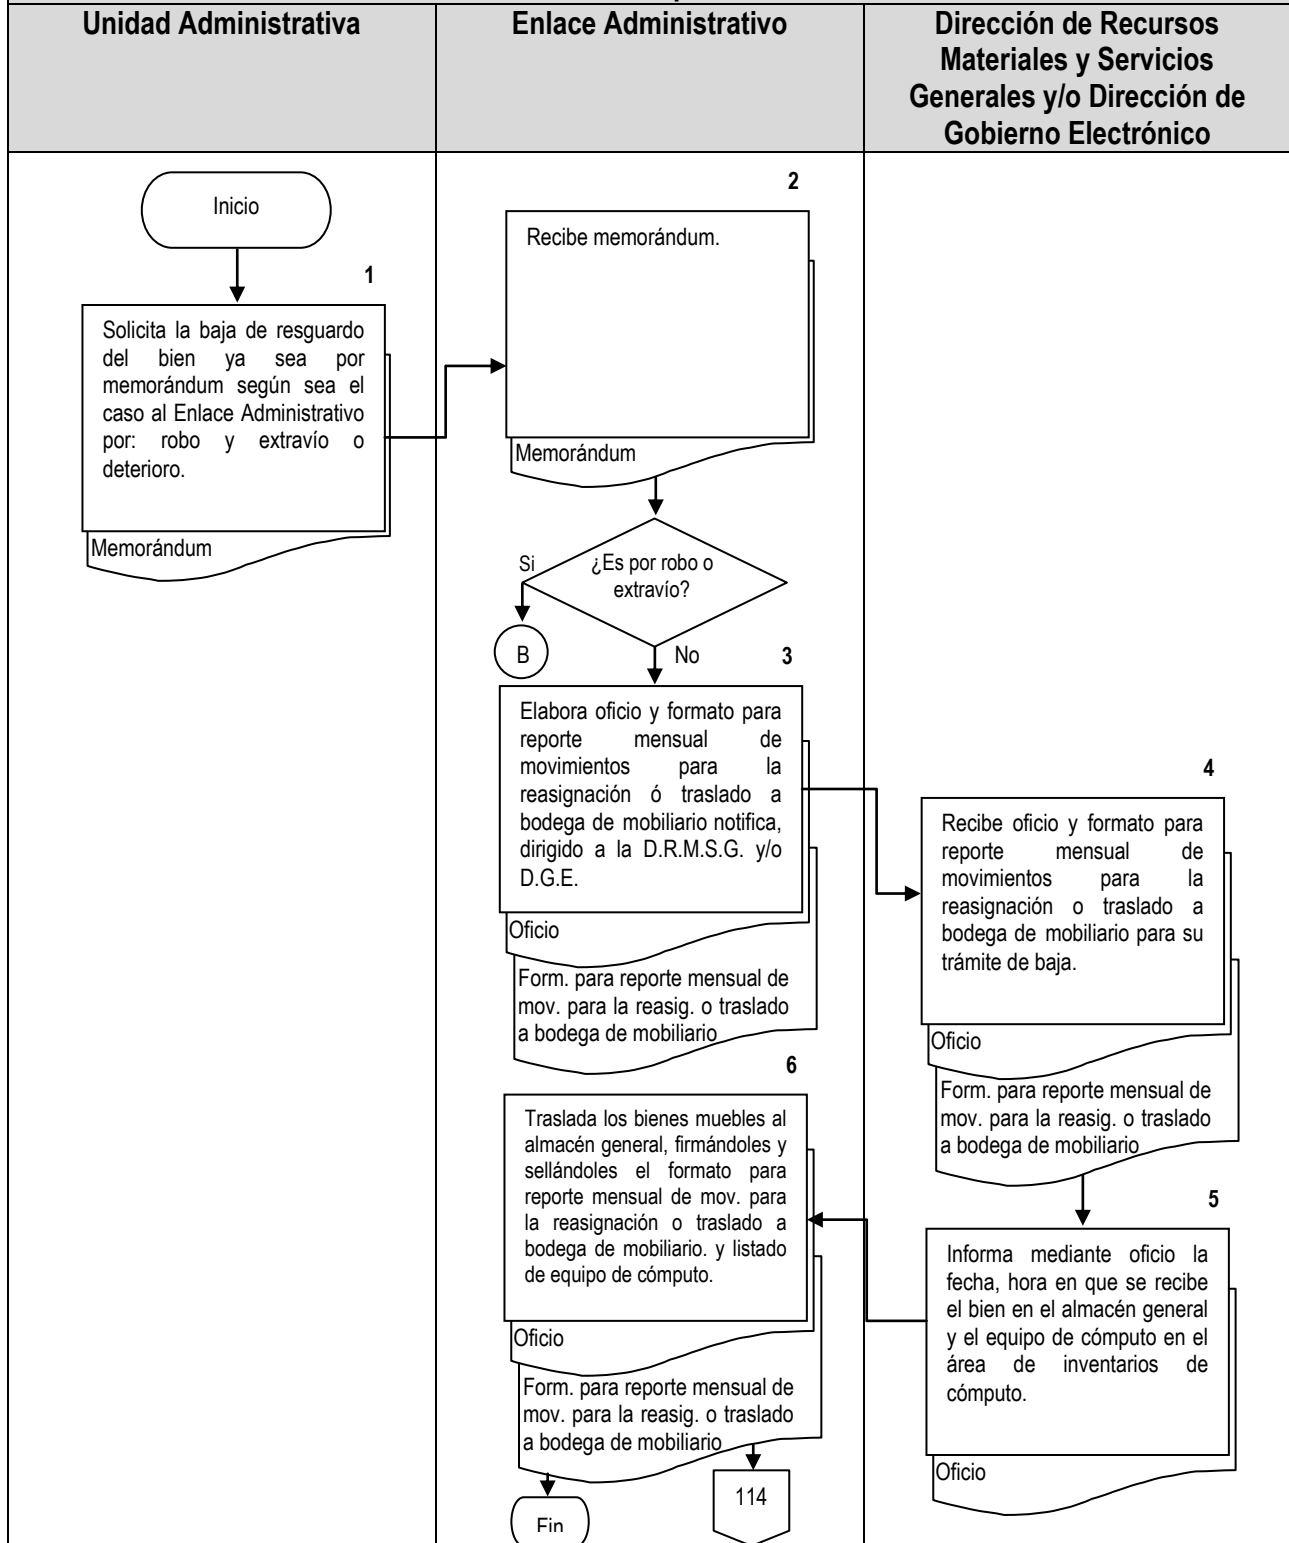 Unidad Administrativa
Enlace Administrativo
Dirección de Recursos
Materiales y Servicios
Generales y/o Dirección de
Gobierno Electrónico
Inicio
1
Solicita la baja de resguardo
del bien ya sea por
memorándum según sea el
caso al Enlace Administrativo
por: robo y extravío o
deterioro.
Memorándum
2
Recibe memorándum.
Memorándum
¿Es por robo o
extravío?
Si
B
No
3
Elabora oficio y formato para
reporte mensual de
movimientos para la
reasignación ó traslado a
bodega de mobiliario notifica,
dirigido a la D.R.M.S.G. y/o
D.G.E.
Oficio
Form. para reporte mensual de
mov. para la reasig. o traslado
a bodega de mobiliario
4
Recibe oficio y formato para
reporte mensual de
movimientos para la
reasignación o traslado a
bodega de mobiliario para su
trámite de baja.
Oficio
Form. para reporte mensual de
mov. para la reasig. o traslado
a bodega de mobiliario
5
Informa mediante oficio la
fecha, hora en que se recibe
el bien en el almacén general
y el equipo de cómputo en el
área de inventarios de
cómputo.
Oficio
6
Traslada los bienes muebles al
almacén general, firmándoles y
sellándoles el formato para
reporte mensual de mov. para
la reasignación o traslado a
bodega de mobiliario. y listado
de equipo de cómputo.
Oficio
Form. para reporte mensual de
mov. para la reasig. o traslado
a bodega de mobiliario
114
Fin